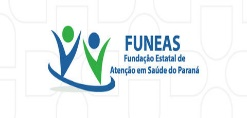 FUNEAS
Fundação Estatal de
Atenção em Saúde do Paraná